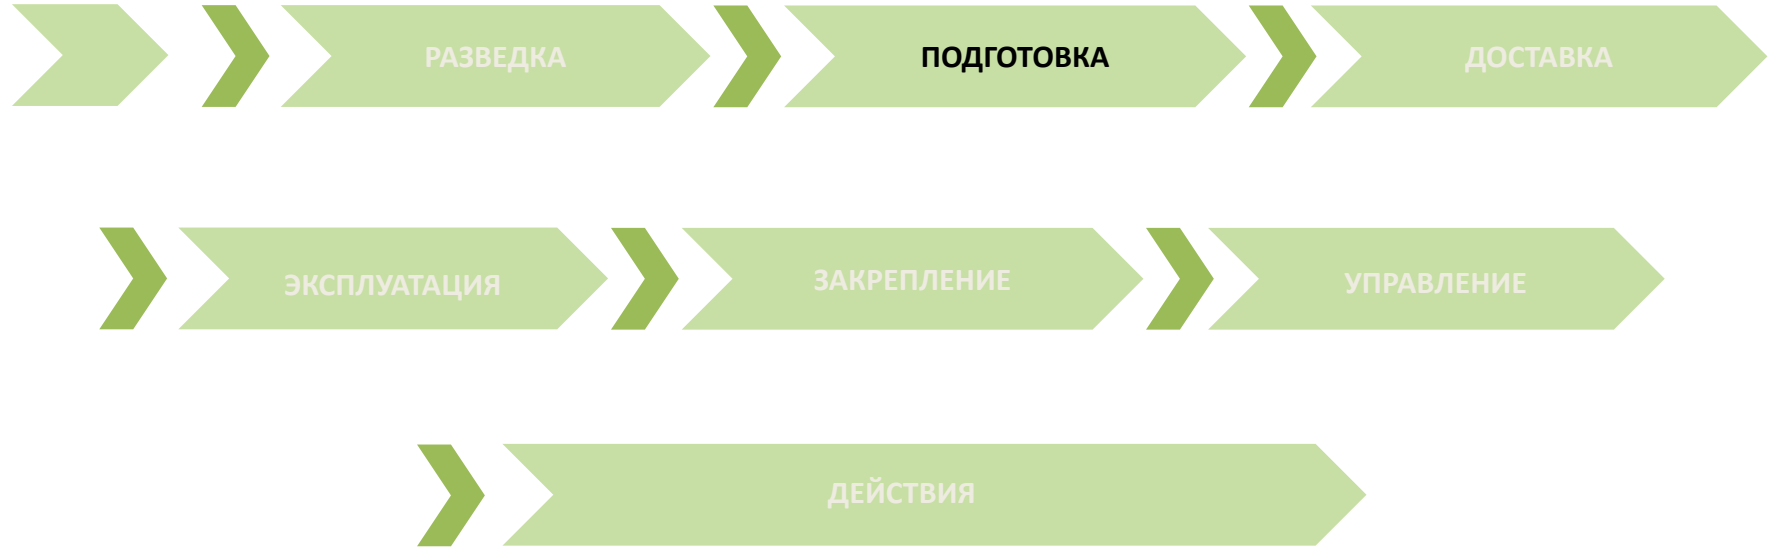 РАЗВЕДКА
ПОДГОТОВКА
ДОСТАВКА
ЭКСПЛУАТАЦИЯ
ЗАКРЕПЛЕНИЕ
УПРАВЛЕНИЕ
ДЕЙСТВИЯ